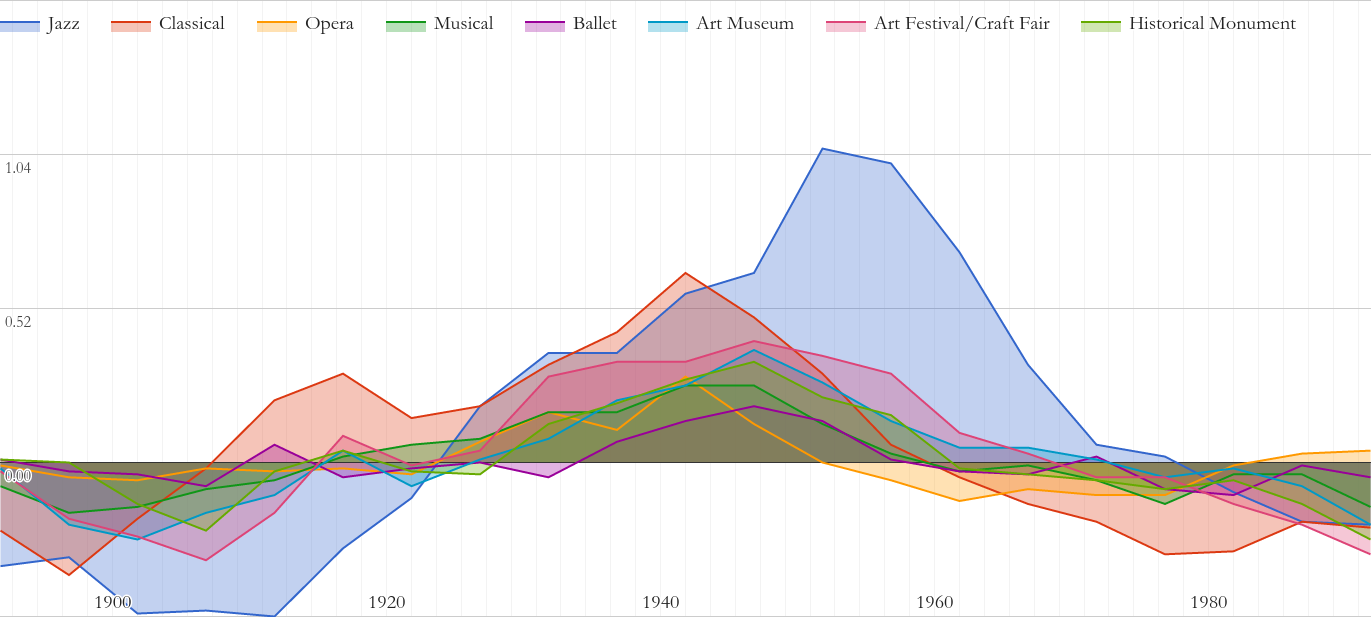 Jazz Classical Opera Musical Ballet Art Museum Art Festival/Craft Fair Historical Monument
1.04
0.52
0.00
1900 1920 1940 1960 1980